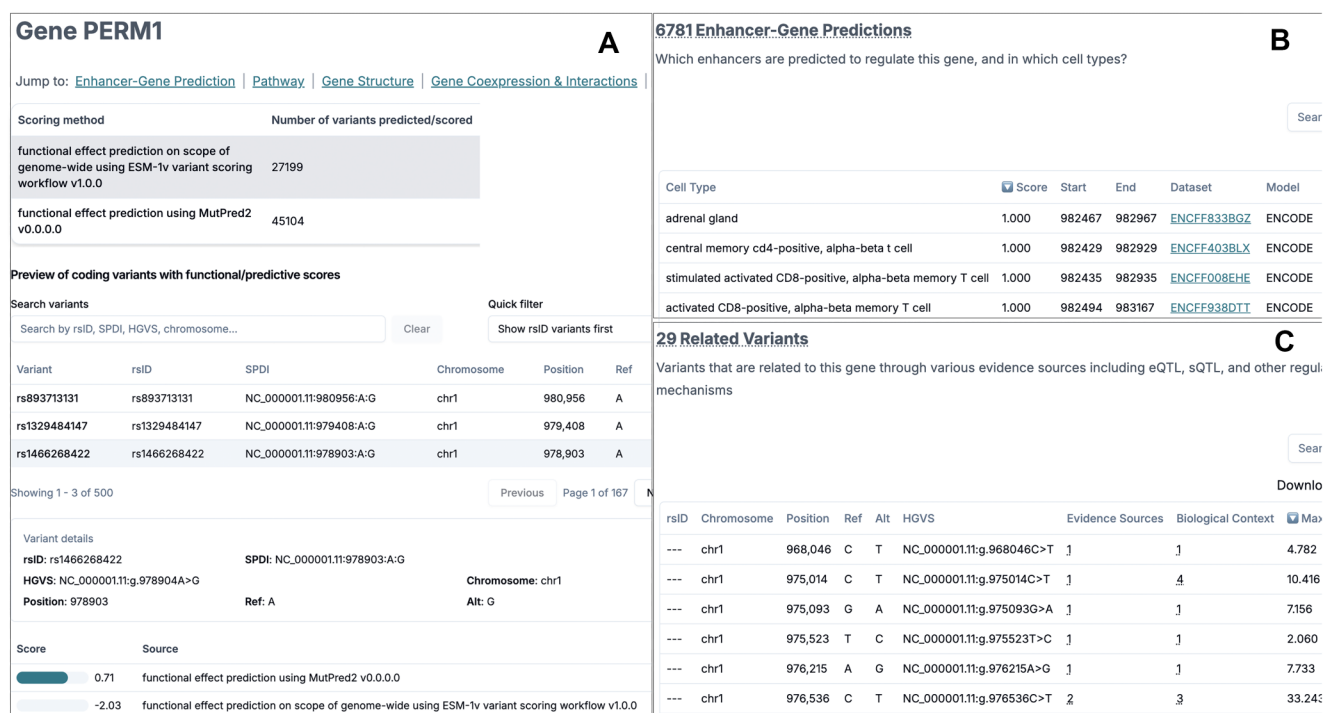 Gene PERM1
A
Jump to: Enhancer-Gene Prediction | Pathway | Gene Structure | Gene Coexpression & Interactions |
Scoring method Number of variants predicted/scored
functional effect prediction on scope of
genome-wide using ESM-1v variant scoring 27199
workflow v1.0.0
functional effect prediction using MutPred2 45104
v0.0.0.0
Preview of coding variants with functional/predictive scores
Search variants Quick filter
Search by rsID, SPDI, HGVS, chromosome... Clear Show rsID variants first
Variant rsID SPDI Chromosome Position Ref
rs893713131 rs893713131 NC_000001.11:980956:A:G chr1 980,956 A
rs1329484147 rs1329484147 NC_000001.11:979408:A:G chr1 979,408 A
rs1466268422 rs1466268422 NC_000001.11:978903:A:G chr1 978,903 A
Showing 1 - 3 of 500 Previous Page 1 of 167 N
Variant details
rsID: rs1466268422 SPDI: NC_000001.11:978903:A:G
HGVS: NC_000001.11:g.978904A>G Chromosome: chr1
Position: 978903 Ref: A Alt: G
Score Source
0.71 functional effect prediction using MutPred2 v0.0.0.0
-2.03 functional effect prediction on scope of genome-wide using ESM-1v variant scoring workflow v1.0.0
6781 Enhancer-Gene Predictions
B
Which enhancers are predicted to regulate this gene, and in which cell types?
Sear
Cell Type Score Start End Dataset Model
adrenal gland 1.000 982467 982967 ENCFF833BGZ ENCODE
central memory cd4-positive, alpha-beta t cell 1.000 982429 982929 ENCFF403BLX ENCODE
stimulated activated CD8-positive, alpha-beta memory T cell 1.000 982435 982935 ENCFF008EHE ENCODE
activated CD8-positive, alpha-beta memory T cell 1.000 982494 983167 ENCFF938DTT ENCODE
29 Related Variants
C
Variants that are related to this gene through various evidence sources including eQTL, sQTL, and other regul
mechanisms
Sear
Downlo
rsID Chromosome Position Ref Alt HGVS Evidence Sources Biological Context Max
--- chr1 968,046 C T NC_000001.11:g.968046C>T 1 1 4.782
--- chr1 975,014 C T NC_000001.11:g.975014C>T 1 4 10.416
--- chr1 975,093 G A NC_000001.11:g.975093G>A 1 1 7.156
--- chr1 975,523 T C NC_000001.11:g.975523T>C 1 1 2.060
--- chr1 976,215 A G NC_000001.11:g.976215A>G 1 1 7.733
--- chr1 976,536 C T NC_000001.11:g.976536C>T 2 3 33.243